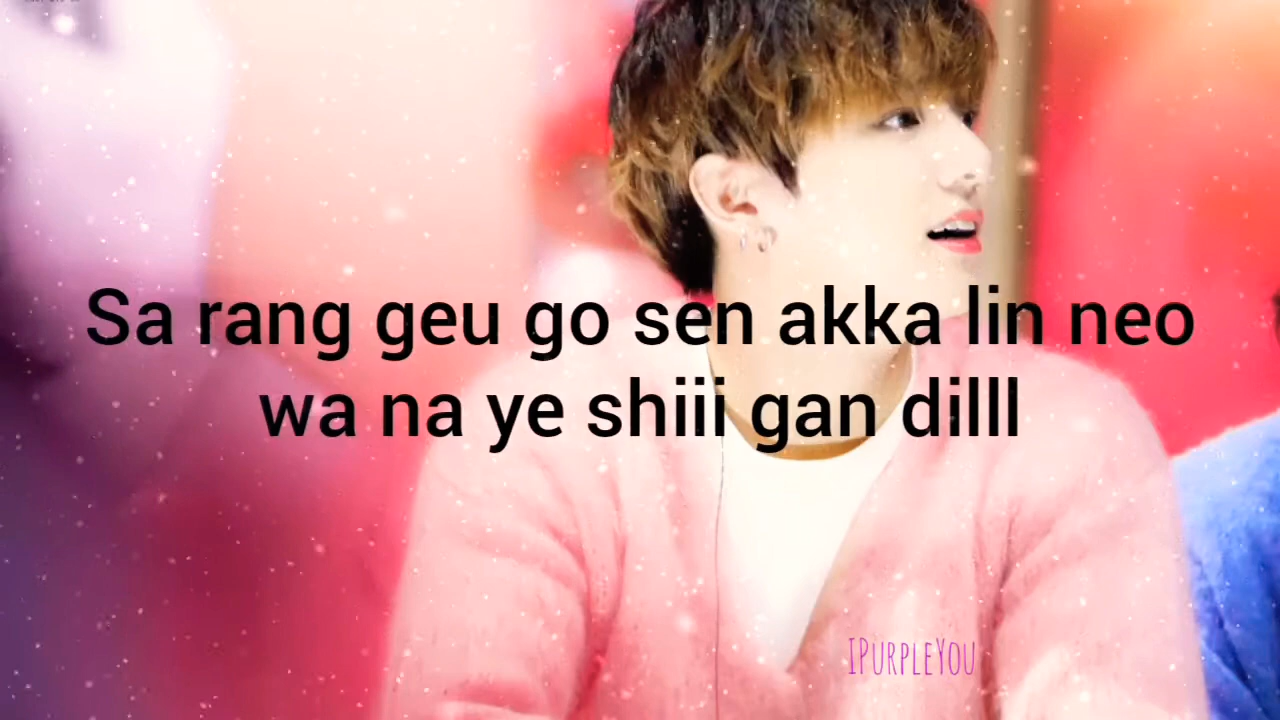 Sa rang geu go sen akka lin neo
wa na ye shiii gan dilll
IPurpleYou